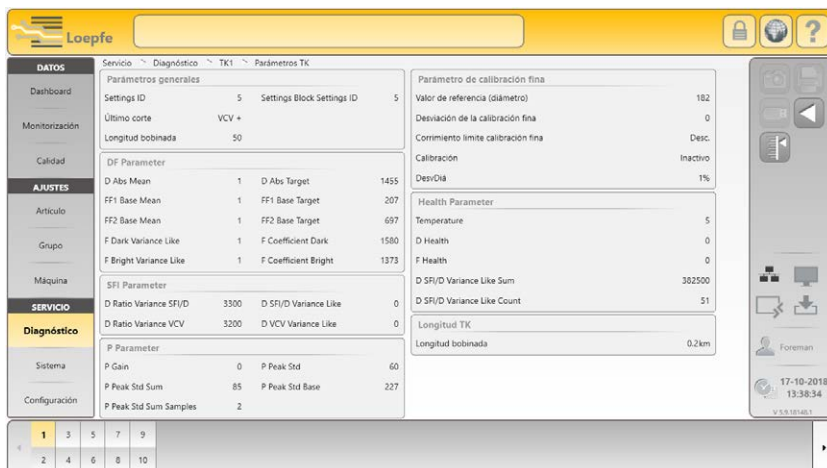 Loepfe
?
DATOS
Dashboard
Monitorización
Calidad
AJUSTES
Artículo
Grupo
Máquina
SERVICIO
Diagnóstico
Sistema
Configuración
Servicio > Diagnóstico > TK1 > Parámetros TK
Parámetros generales
Settings ID 5 Settings Block Settings ID 5
Último corte VCV +
Longitud bobinada 50
DF Parameter
D Abs Mean 1 D Abs Target 1455
FF1 Base Mean 1 FF1 Base Target 207
FF2 Base Mean 1 FF2 Base Target 697
F Dark Variance Like 1 F Coefficient Dark 1580
F Bright Variance Like 1 F Coefficient Bright 1373
SFI Parameter
D Ratio Variance SFI/D 3300 D SFI/D Variance Like 0
D Ratio Variance VCV 3200 D VCV Variance Like 0
P Parameter
P Gain 0 P Peak Std 60
P Peak Std Sum 85 P Peak Std Base 227
P Peak Std Sum Samples 2
Parámetro de calibración fina
Valor de referencia (diámetro) 182
Desviación de la calibración fina 0
Corrimiento límite calibración fina Desc.
Calibración Inactivo
DesvDiá 1%
Health Parameter
Temperature 5
D Health 0
F Health 0
D SFI/D Variance Like Sum 382500
D SFI/D Variance Like Count 51
Longitud TK
Longitud bobinada 0.2km
Foreman
17-10-2018
13:38:34
V 5.9.18148.1
1 3 5 7 9
2 4 6 8 10